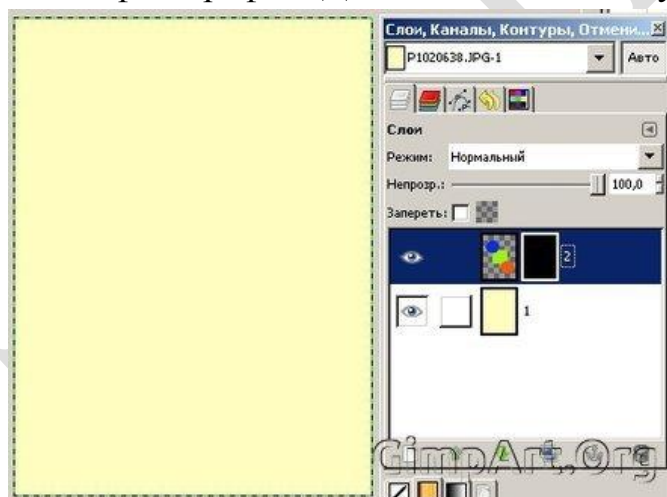 Слои, Каналы, Контуры, Отмени...
P1020638.JPG-1
Авто
Слои
Режим: Нормальный
Непрозр.: 100,0
Запереть:
2
1
GimpArt.Org